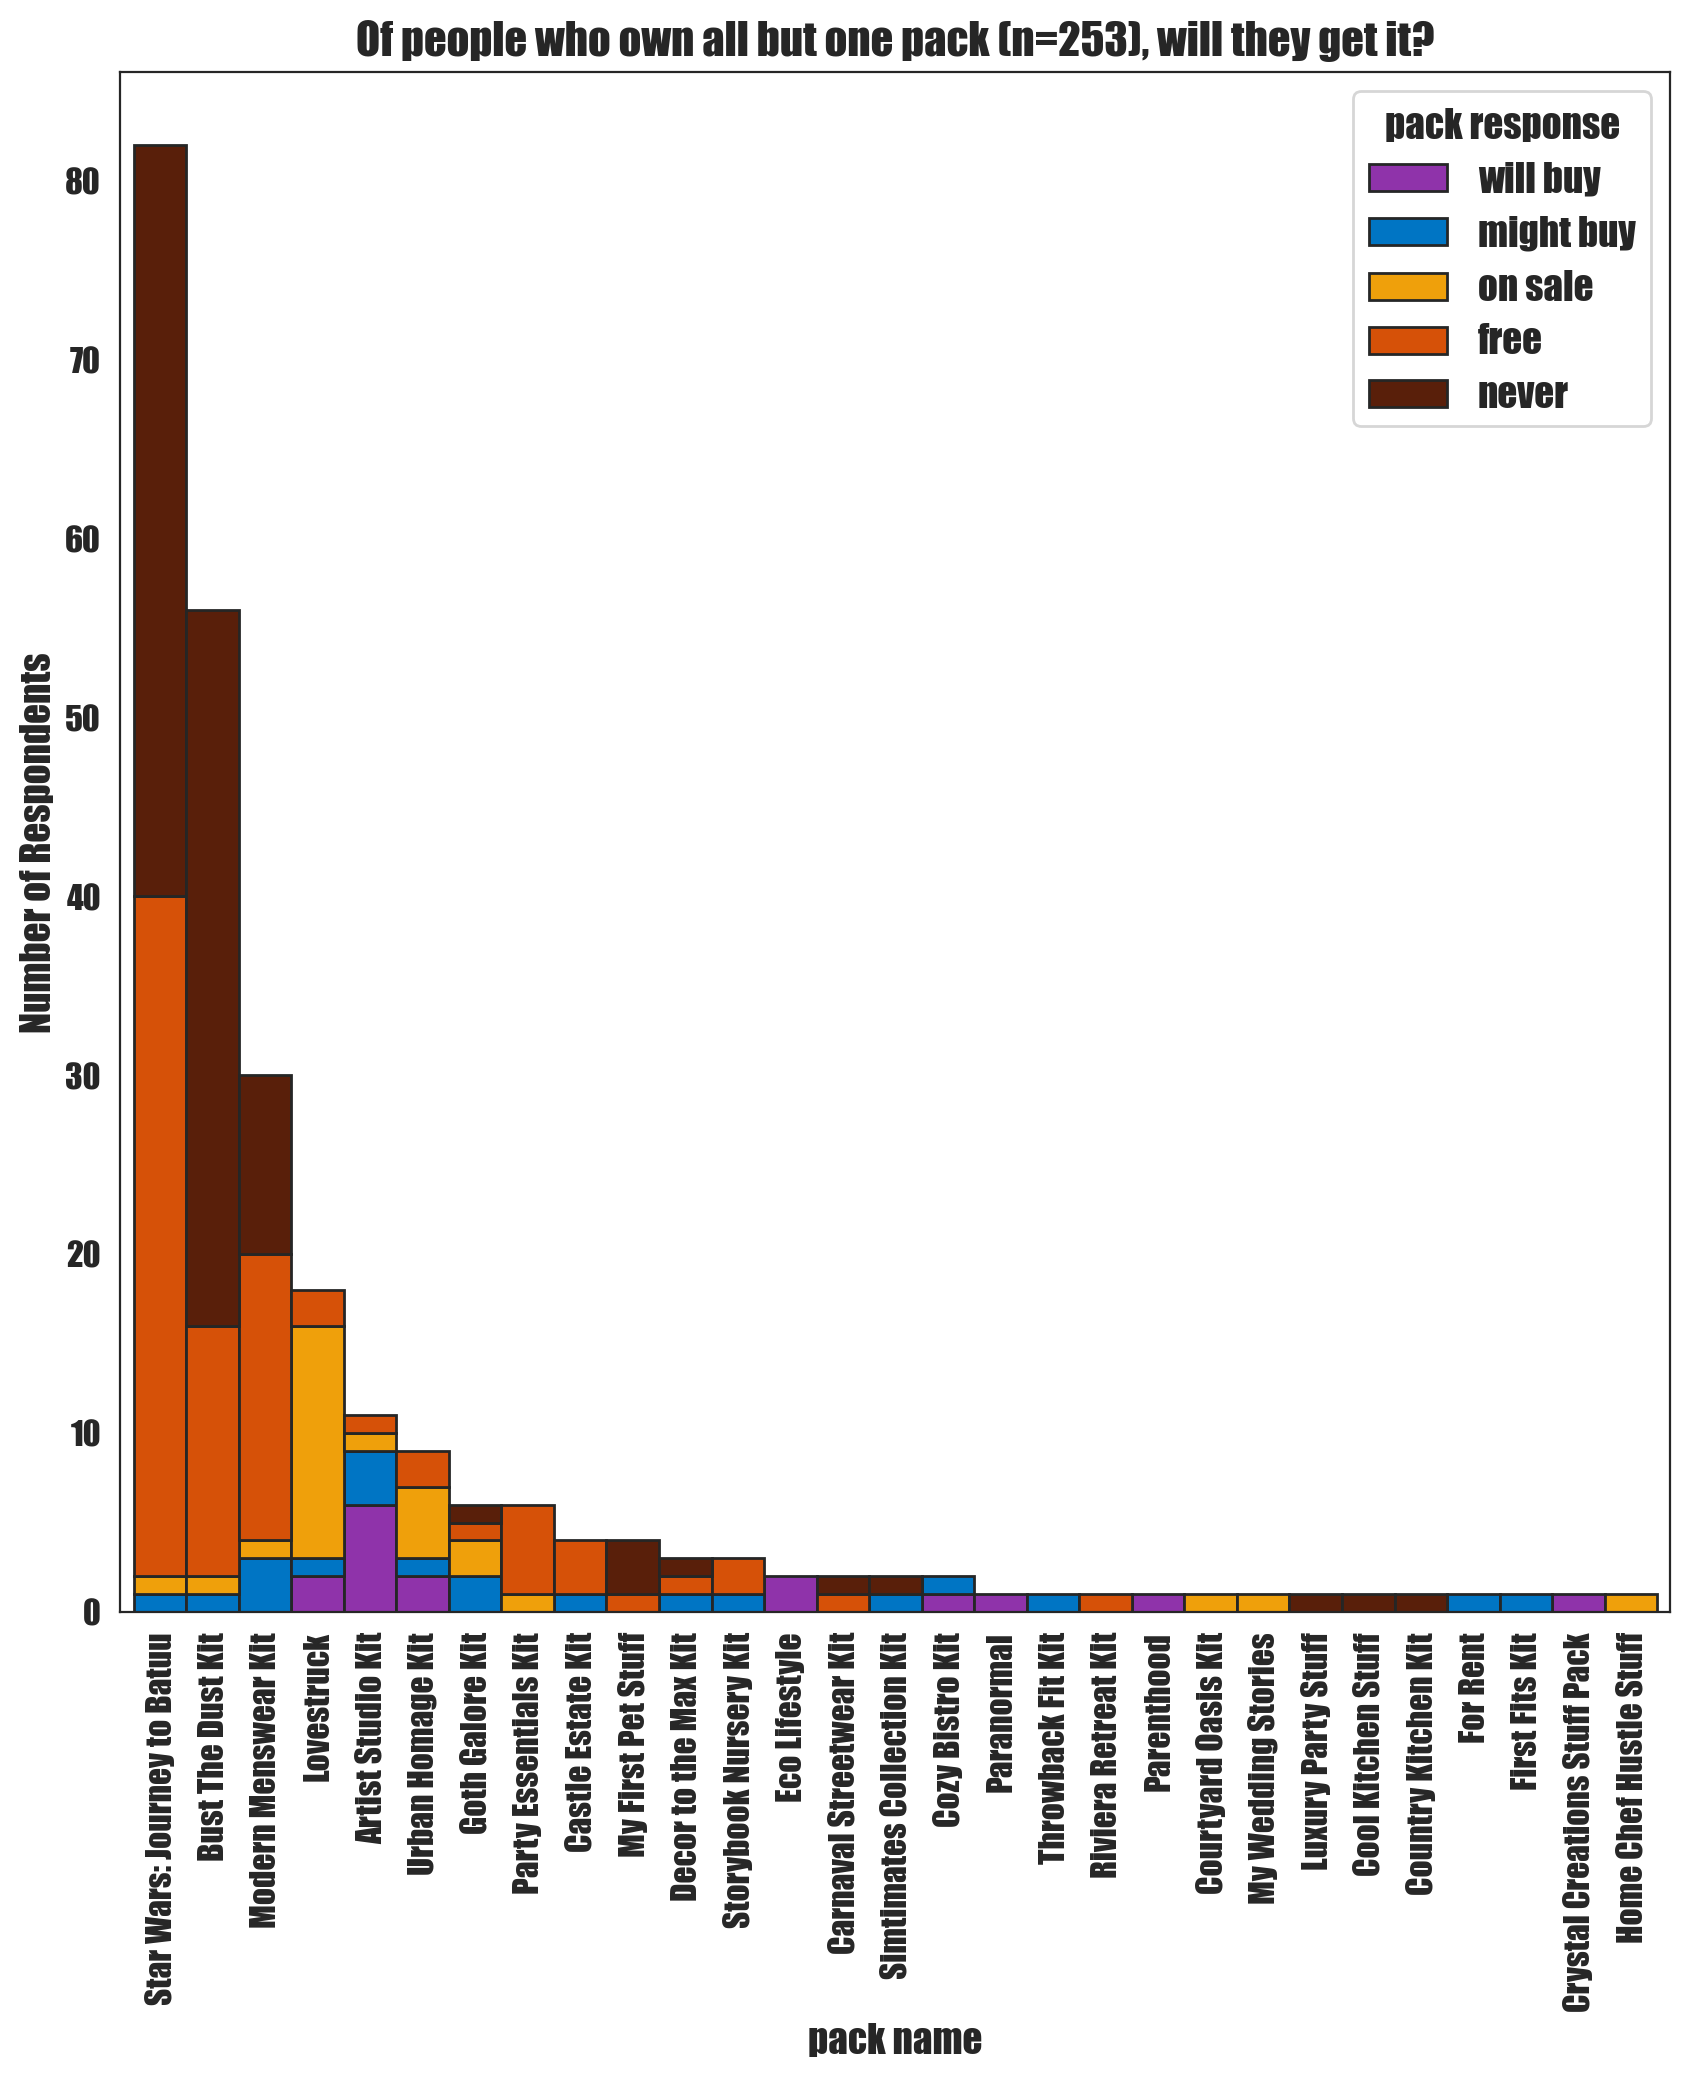 Of people who own all but one pack (n=253), will they get it?
pack response
will buy
might buy
on sale
free
never
Number of Respondents
80
70
60
50
40
30
20
10
0
Star Wars: Journey to Batuu
Bust The Dust Kit
Modern Menswear Kit
Lovestruck
Artist Studio Kit
Urban Homage Kit
Goth Galore Kit
Party Essentials Kit
Castle Estate Kit
My First Pet Stuff
Decor to the Max Kit
Storybook Nursery Kit
Eco Lifestyle
Carnaval Streetwear Kit
Simtimates Collection Kit
Cozy Bistro Kit
Paranormal
Throwback Fit Kit
Riviera Retreat Kit
Parenthood
Courtyard Oasis Kit
My Wedding Stories
Luxury Party Stuff
Cool Kitchen Stuff
Country Kitchen Kit
For Rent
First Fits Kit
Crystal Creations Stuff Pack
Home Chef Hustle Stuff
pack name